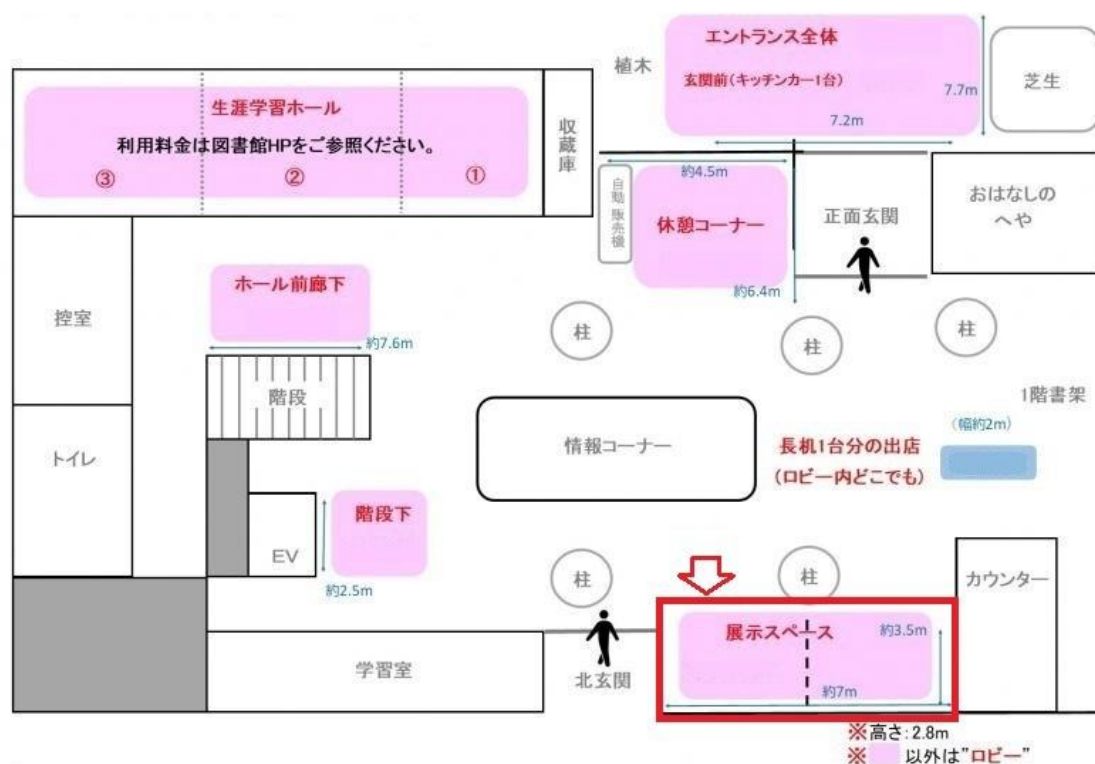 エントランス全体
植木
玄関前(キッチンカー1台)
芝生
7.7m
7.2m
生涯学習ホール
利用料金は図書館HPをご参照ください。
③
②
①
収蔵庫
約4.5m
自動販売機
休憩コーナー
正面玄関
おはなしの
へや
約6.4m
ホール前廊下
約7.6m
控室
柱
柱
柱
階段
1階書架
(幅約2m)
情報コーナー
長机1台分の出店
(ロビー内どこでも)
トイレ
階段下
EV
約2.5m
柱
柱
カウンター
展示スペース
約3.5m
約7m
学習室
北玄関
※高さ:2.8m
※ 以外は"ロビー"